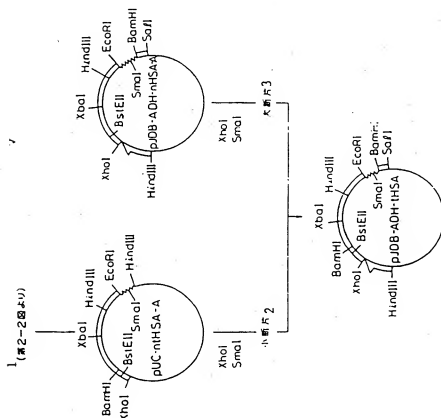 1
(第2-2図より)
HindIII
XbaI
EcoRI
HindIII
SmaI
BstEII
BamHI
XhoI
pUC-ntHSA-A
XhoI
SmaI
小断片2
HindIII
EcoRI
XbaI
BamHI
SalI
SmaI
BstEII
XhoI
HindIII
pJDB-ADH-nHSA-A
XhoI
SmaI
大断片3
HindIII
XbaI
EcoRI
BamHI
BamHI
SalI
SmaI
BstEII
XhoI
HindIII
pJDB-ADH-tHSA